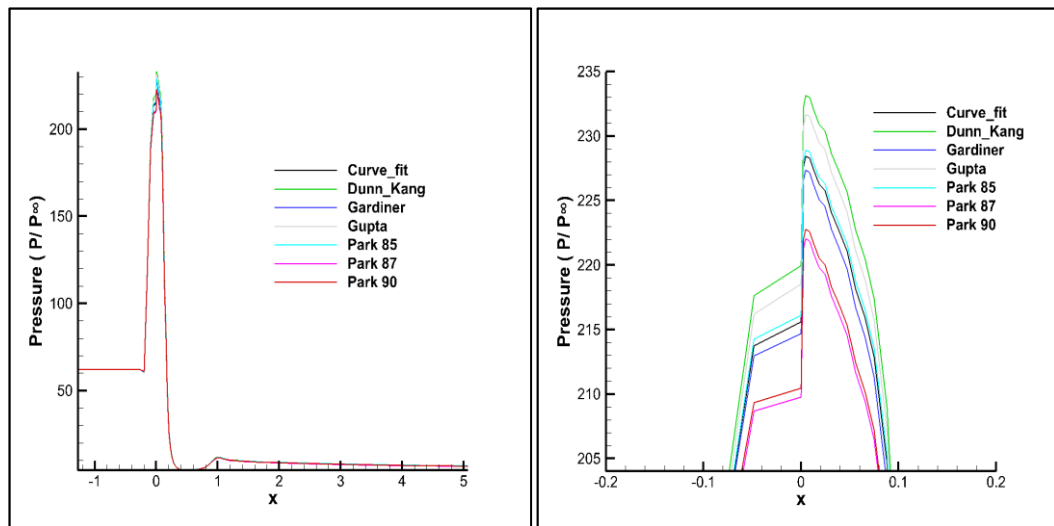 Pressure ( P/ P∞)
200
150
100
50
Curve_fit
Dunn_Kang
Gardiner
Gupta
Park 85
Park 87
Park 90
-1 0 1 2 3 4 5
x
Pressure ( P/ P∞)
235
230
225
220
215
210
205
Curve_fit
Dunn_Kang
Gardiner
Gupta
Park 85
Park 87
Park 90
-0.2 -0.1 0 0.1 0.2
x